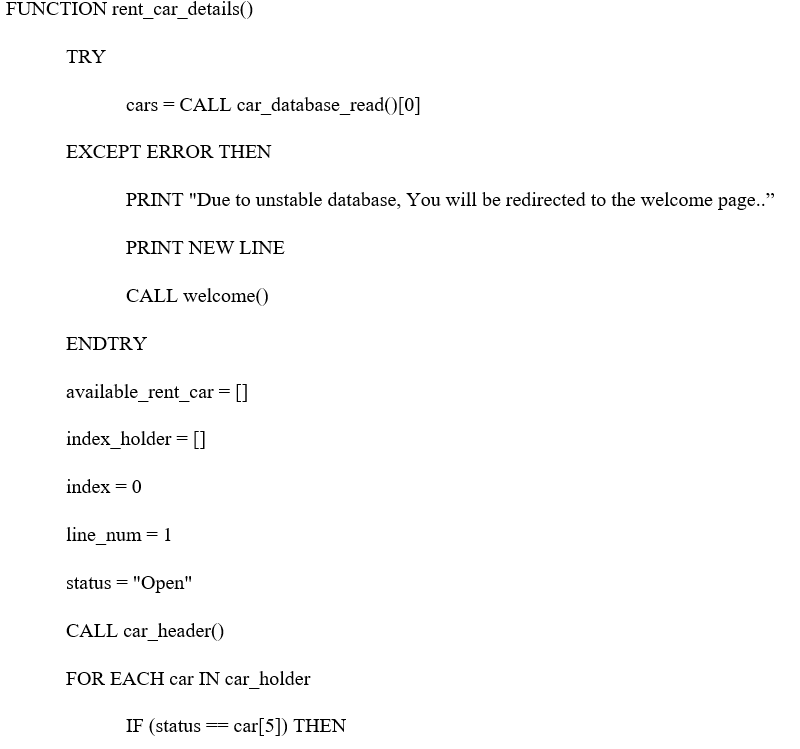 FUNCTION rent_car_details()
TRY
cars = CALL car_database_read()[0]
EXCEPT ERROR THEN
PRINT "Due to unstable database, You will be redirected to the welcome page..”
PRINT NEW LINE
CALL welcome()
ENDTRY
available_rent_car = []
index_holder = []
index = 0
line_num = 1
status = "Open"
CALL car_header()
FOR EACH car IN car_holder
IF (status == car[5]) THEN